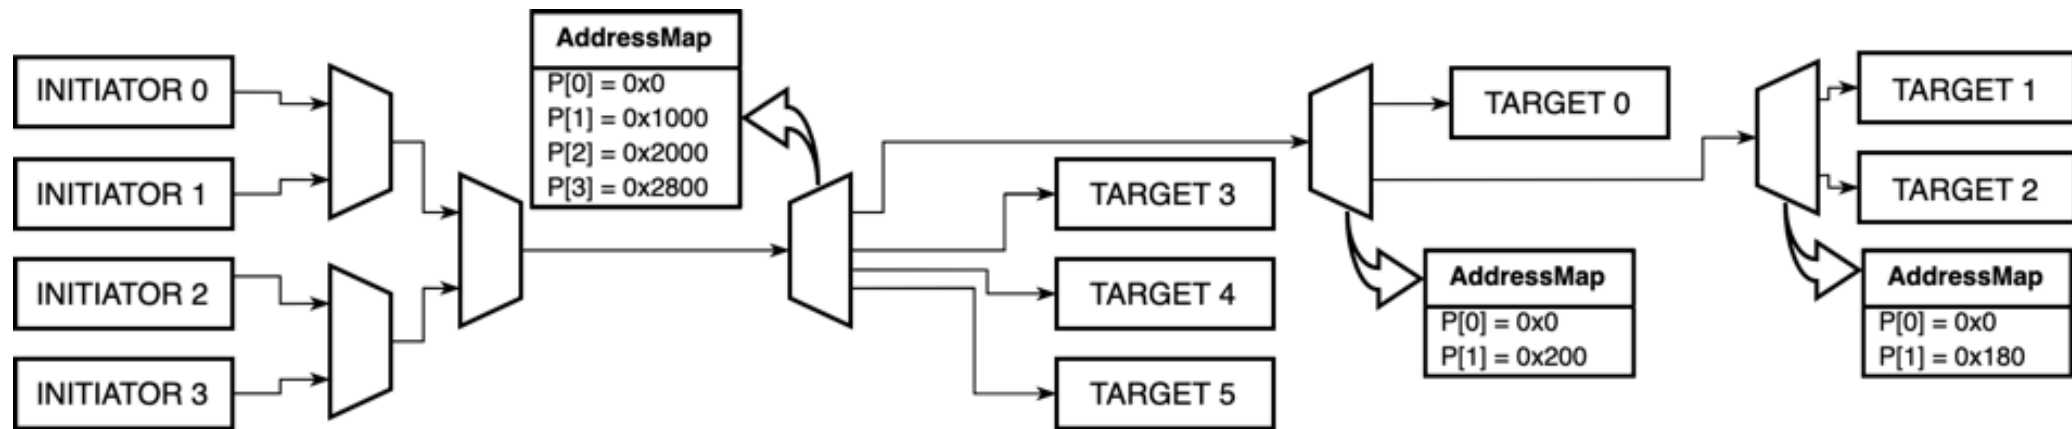 INITIATOR 0
INITIATOR 1
INITIATOR 2
INITIATOR 3
AddressMap
P[0] = 0x0
P[1] = 0x1000
P[2] = 0x2000
P[3] = 0x2800
TARGET 3
TARGET 4
TARGET 5
TARGET 0
AddressMap
P[0] = 0x0
P[1] = 0x200
TARGET 1
TARGET 2
AddressMap
P[0] = 0x0
P[1] = 0x180